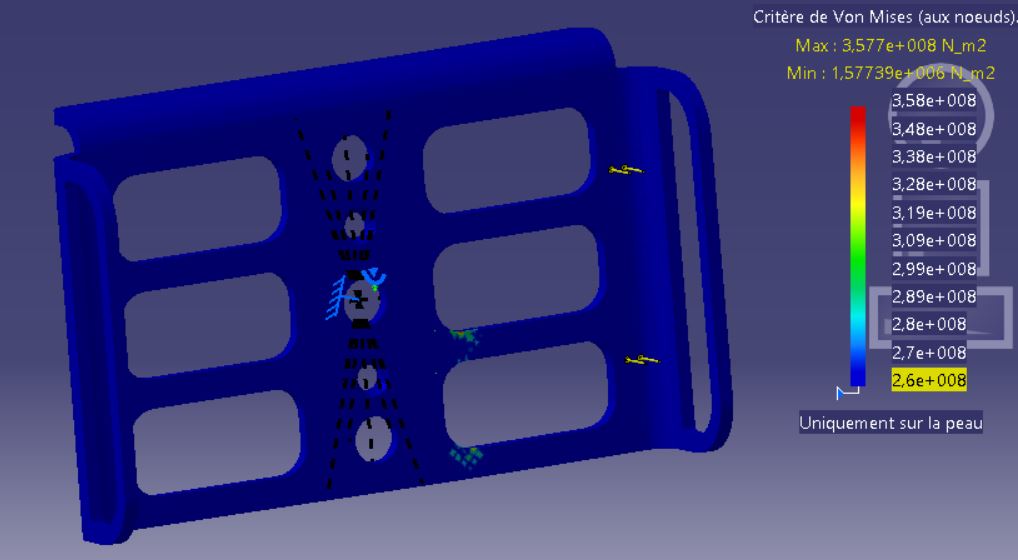 Critère de Von Mises (aux noeuds).
Max : 3,577e+008 N_m2
Min : 1,57739e+006 N_m2
3,58e+008
3,48e+008
3,38e+008
3,28e+008
3,19e+008
3,09e+008
2,99e+008
2,89e+008
2,8e+008
2,7e+008
2,6e+008
Uniquement sur la peau